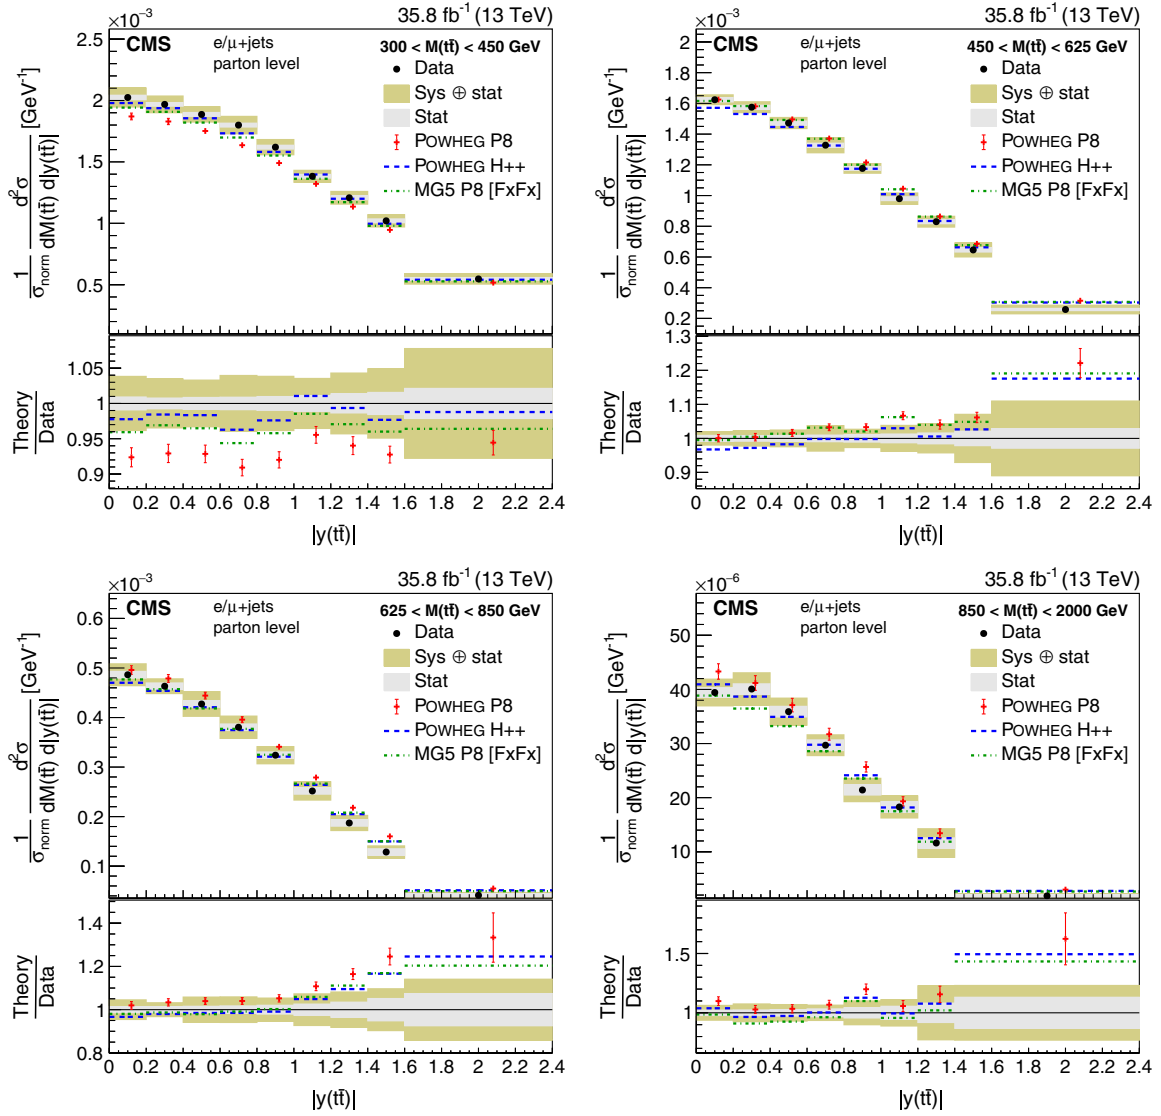 ×10⁻³ 35.8 fb⁻¹ (13 TeV)
CMS e/μ+jets 300 < M(tt̄) < 450 GeV
parton level
Data
Sys ⊕ stat
Stat
POWHEG P8
POWHEG H++
MG5 P8 [FxFx]
1/σnorm d²σ/dM(tt̄) d|y(tt̄)| [GeV⁻¹]
2.5
2
1.5
1
0.5
Theory/Data
1.05
1
0.95
0.9
0 0.2 0.4 0.6 0.8 1 1.2 1.4 1.6 1.8 2 2.2 2.4
|y(tt̄)|
×10⁻³ 35.8 fb⁻¹ (13 TeV)
CMS e/μ+jets 450 < M(tt̄) < 625 GeV
parton level
Data
Sys ⊕ stat
Stat
POWHEG P8
POWHEG H++
MG5 P8 [FxFx]
1/σnorm d²σ/dM(tt̄) d|y(tt̄)| [GeV⁻¹]
2
1.8
1.6
1.4
1.2
1
0.8
0.6
0.4
0.2
Theory/Data
1.3
1.2
1.1
1
0.9
0 0.2 0.4 0.6 0.8 1 1.2 1.4 1.6 1.8 2 2.2 2.4
|y(tt̄)|
×10⁻³ 35.8 fb⁻¹ (13 TeV)
CMS e/μ+jets 625 < M(tt̄) < 850 GeV
parton level
Data
Sys ⊕ stat
Stat
POWHEG P8
POWHEG H++
MG5 P8 [FxFx]
1/σnorm d²σ/dM(tt̄) d|y(tt̄)| [GeV⁻¹]
0.6
0.5
0.4
0.3
0.2
0.1
Theory/Data
1.4
1.2
1
0.8
0 0.2 0.4 0.6 0.8 1 1.2 1.4 1.6 1.8 2 2.2 2.4
|y(tt̄)|
×10⁻⁶ 35.8 fb⁻¹ (13 TeV)
CMS e/μ+jets 850 < M(tt̄) < 2000 GeV
parton level
Data
Sys ⊕ stat
Stat
POWHEG P8
POWHEG H++
MG5 P8 [FxFx]
1/σnorm d²σ/dM(tt̄) d|y(tt̄)| [GeV⁻¹]
50
40
30
20
10
Theory/Data
1.5
1
0 0.2 0.4 0.6 0.8 1 1.2 1.4 1.6 1.8 2 2.2 2.4
|y(tt̄)|